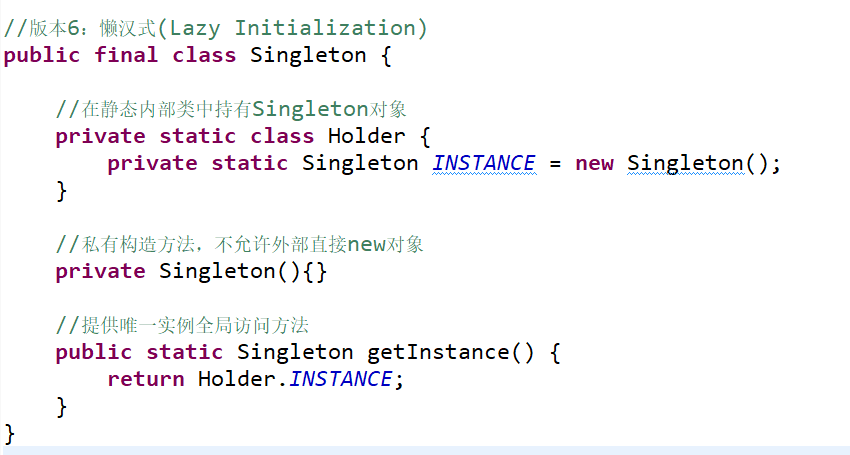 //版本6：懒汉式(Lazy Initialization)
public final class Singleton {
//在静态内部类中持有Singleton对象
private static class Holder {
private static Singleton INSTANCE = new Singleton();
}
//私有构造方法，不允许外部直接new对象
private Singleton(){}
//提供唯一实例全局访问方法
public static Singleton getInstance() {
return Holder.INSTANCE;
}
}